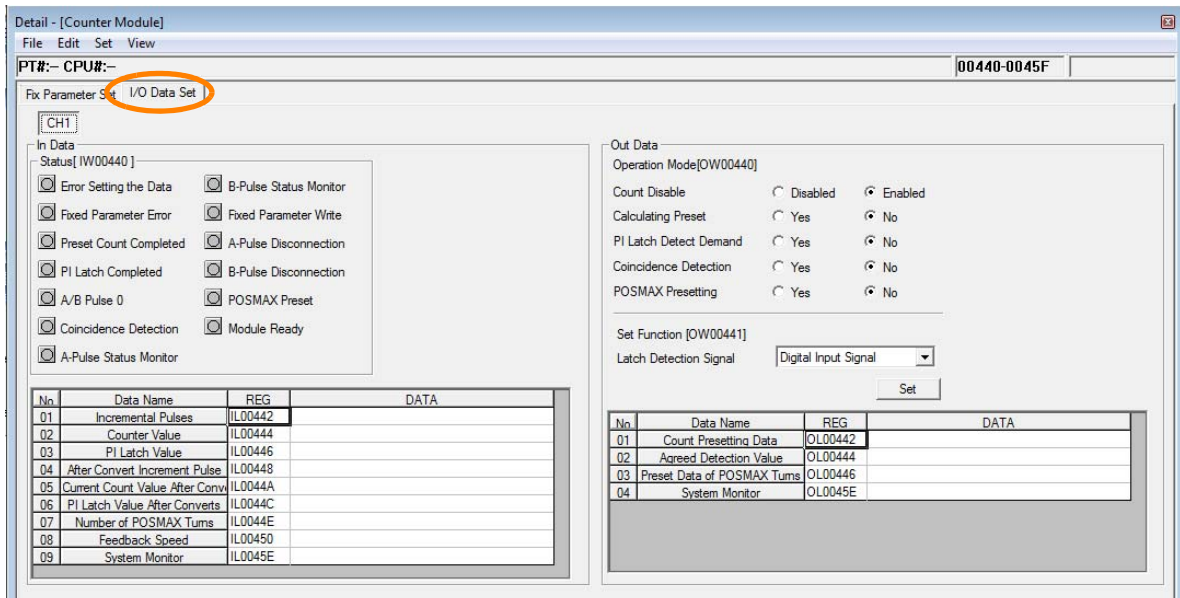 Detail - [Counter Module]
File Edit Set View
PT#:– CPU#:–
00440-0045F
Fix Parameter Set
I/O Data Set
CH1
In Data
Status[ IW00440 ]
Error Setting the Data
B-Pulse Status Monitor
Fixed Parameter Error
Fixed Parameter Write
Preset Count Completed
A-Pulse Disconnection
PI Latch Completed
B-Pulse Disconnection
A/B Pulse 0
POSMAX Preset
Coincidence Detection
Module Ready
A-Pulse Status Monitor
No. Data Name REG DATA
01 Incremental Pulses IL00442
02 Counter Value IL00444
03 PI Latch Value IL00446
04 After Convert Increment Pulse IL00448
05 Current Count Value After Conv IL0044A
06 PI Latch Value After Converts IL0044C
07 Number of POSMAX Turns IL0044E
08 Feedback Speed IL00450
09 System Monitor IL0045E
Out Data
Operation Mode[OW00440]
Count Disable Disabled Enabled
Calculating Preset Yes No
PI Latch Detect Demand Yes No
Coincidence Detection Yes No
POSMAX Presetting Yes No
Set Function [OW00441]
Latch Detection Signal Digital Input Signal
Set
No. Data Name REG DATA
01 Count Presetting Data OL00442
02 Agreed Detection Value OL00444
03 Preset Data of POSMAX Turns OL00446
04 System Monitor OL0045E